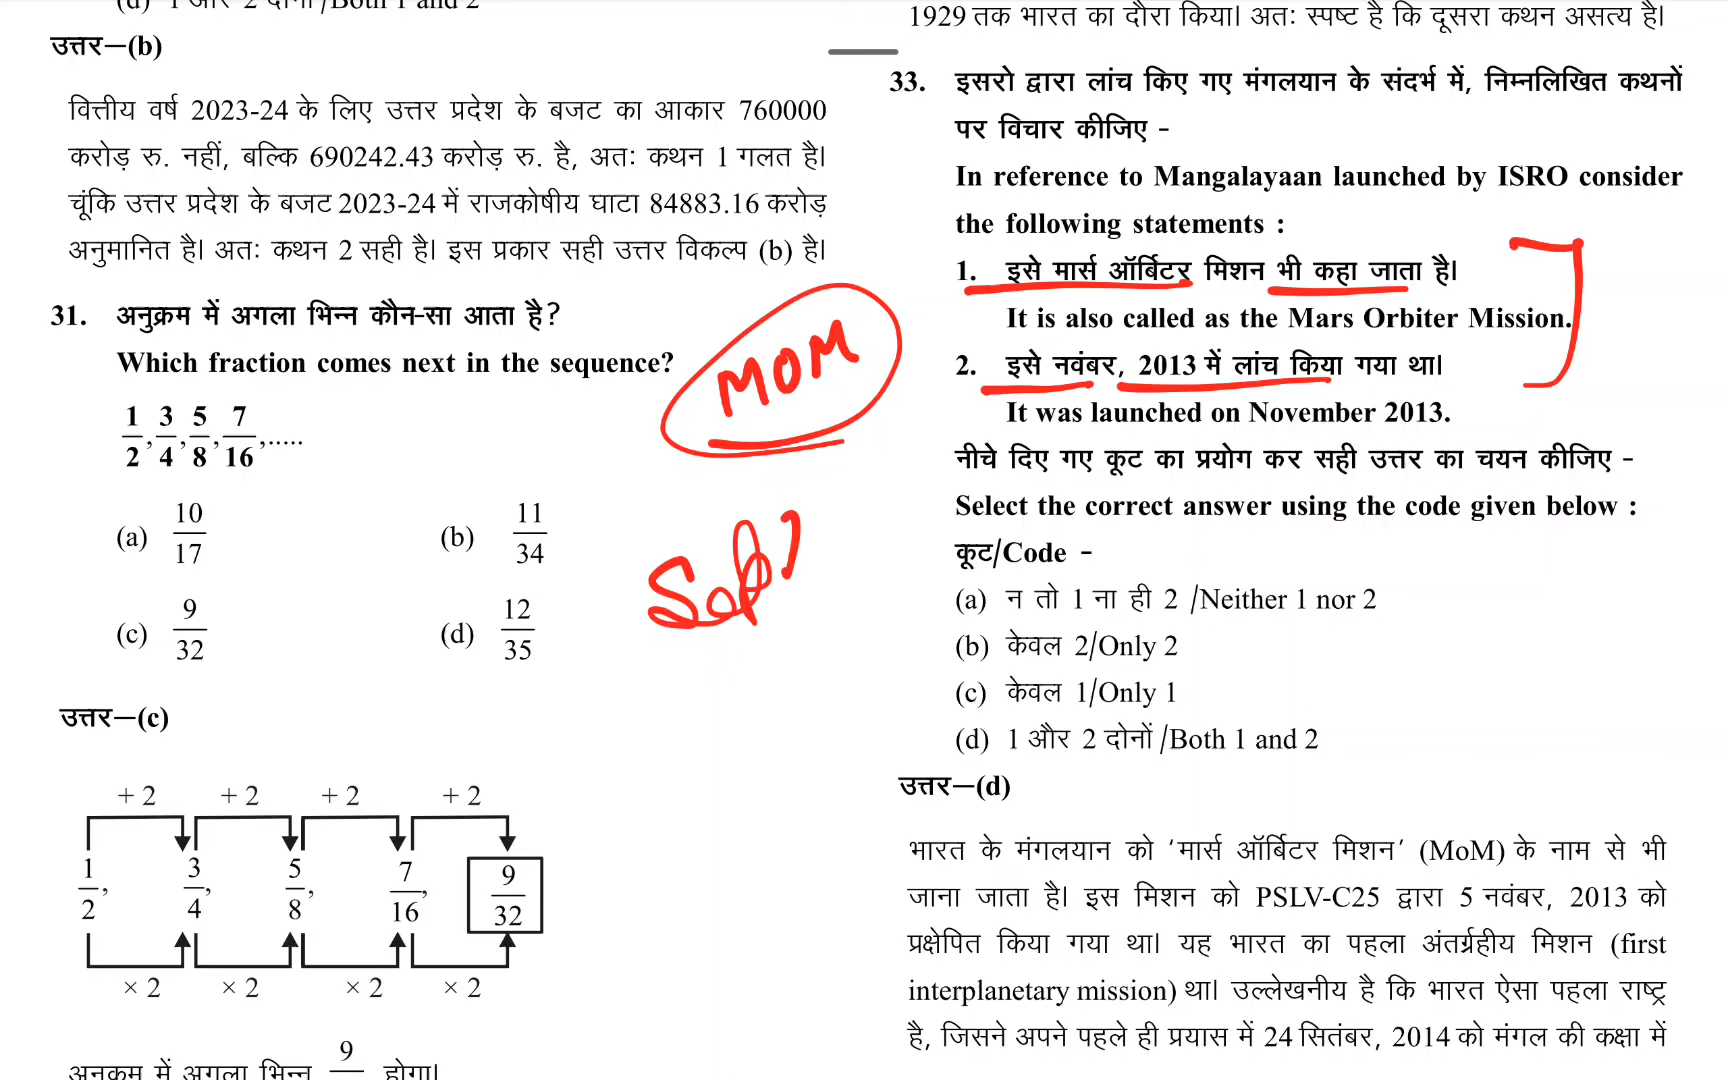 उत्तर–(b)
वित्तीय वर्ष 2023-24 के लिए उत्तर प्रदेश के बजट का आकार 760000
करोड़ रु. नहीं, बल्कि 690242.43 करोड़ रु. है, अतः कथन 1 गलत है।
चूंकि उत्तर प्रदेश के बजट 2023-24 में राजकोषीय घाटा 84883.16 करोड़
अनुमानित है। अतः कथन 2 सही है। इस प्रकार सही उत्तर विकल्प (b) है।
31. अनुक्रम में अगला भिन्न कौन-सा आता है?
Which fraction comes next in the sequence?
1/2, 3/4, 5/8, 7/16, .....
(a) 10/17 (b) 11/34
(c) 9/32 (d) 12/35
उत्तर–(c)
+ 2 + 2 + 2 + 2
1/2, 3/4, 5/8, 7/16, 9/32
× 2 × 2 × 2 × 2
अनुक्रम में अगला भिन्न 9 होगा।
MOM
1929 तक भारत का दौरा किया। अतः स्पष्ट है कि दूसरा कथन असत्य है।
33. इसरो द्वारा लांच किए गए मंगलयान के संदर्भ में, निम्नलिखित कथनों
पर विचार कीजिए -
In reference to Mangalayaan launched by ISRO consider
the following statements :
1. इसे मार्स ऑर्बिटर मिशन भी कहा जाता है।
It is also called as the Mars Orbiter Mission.
2. इसे नवंबर, 2013 में लांच किया गया था।
It was launched on November 2013.
नीचे दिए गए कूट का प्रयोग कर सही उत्तर का चयन कीजिए -
Select the correct answer using the code given below :
कूट/Code -
(a) न तो 1 ना ही 2 /Neither 1 nor 2
(b) केवल 2/Only 2
(c) केवल 1/Only 1
(d) 1 और 2 दोनों /Both 1 and 2
उत्तर–(d)
भारत के मंगलयान को ‘मार्स ऑर्बिटर मिशन’ (MoM) के नाम से भी
जाना जाता है। इस मिशन को PSLV-C25 द्वारा 5 नवंबर, 2013 को
प्रक्षेपित किया गया था। यह भारत का पहला अंतर्ग्रहीय मिशन (first
interplanetary mission) था। उल्लेखनीय है कि भारत ऐसा पहला राष्ट्र
है, जिसने अपने पहले ही प्रयास में 24 सितंबर, 2014 को मंगल की कक्षा में